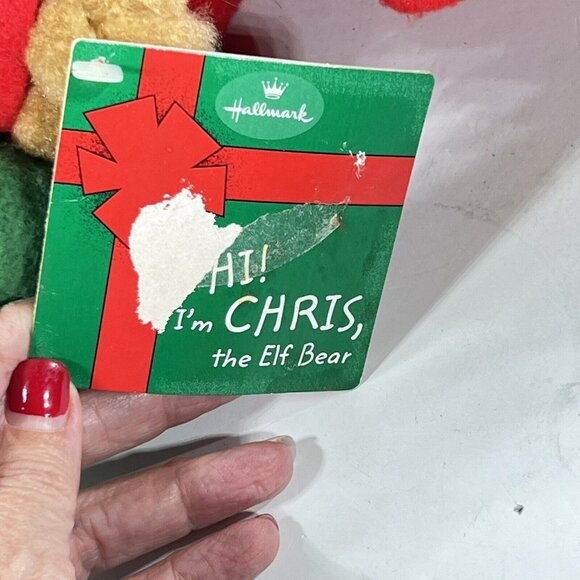 Hallmark
HI!
I'm CHRIS,
the Elf Bear